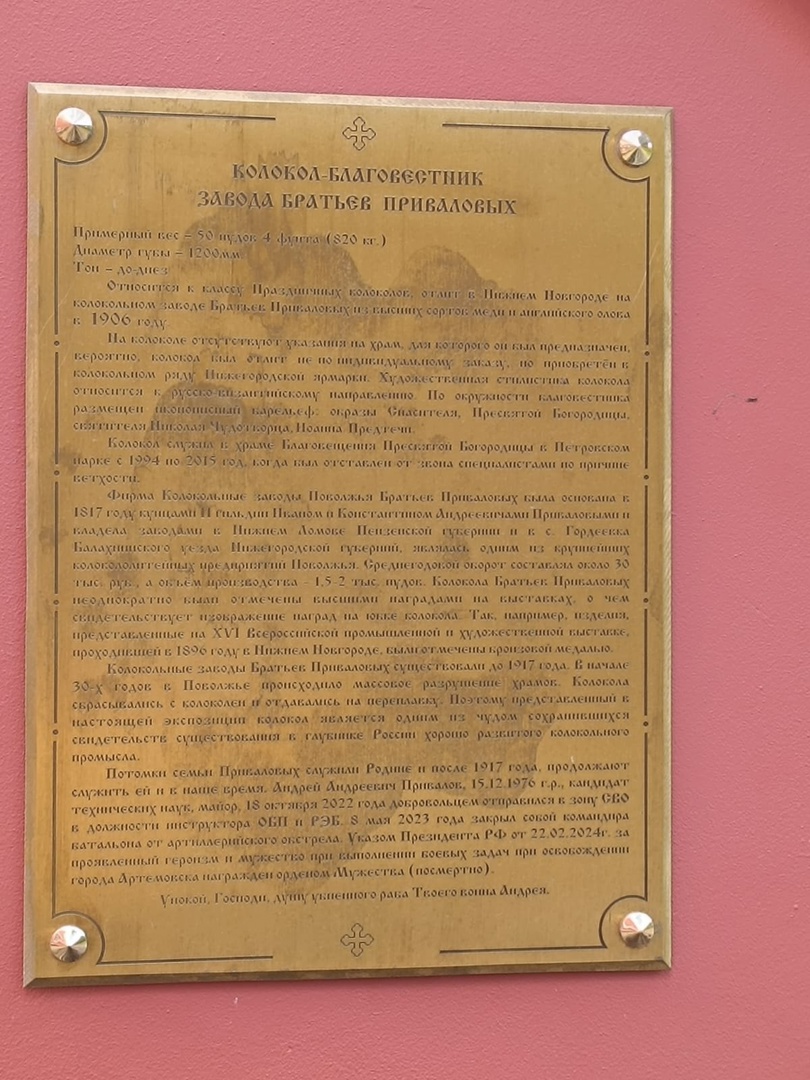 КОЛОКОЛ-БЛАГОВЕСТНИК
ЗАВОДА БРАТЬЕВ ПРИВАЛОВЫХ
Примерный вес – 50 пудов 4 фунта (820 кг.)
Диаметр губы – 1200мм.
Тон – до-диез
Относится к классу Праздничных колоколов, отлит в Нижнем Новгороде на
колокольном заводе Братьев Приваловых из высших сортов меди и английского олова
в 1906 году.
На колоколе отсутствуют указания на храм, для которого он был предназначен,
вероятно, колокол был отлит не по индивидуальному заказу, но приобретён в
колокольном ряду Нижегородской ярмарки. Художественная стилистика колокола
относится к русско-византийскому направлению. По окружности благовестника
размещен иконописный барельеф: образы Спасителя, Пресвятой Богородицы,
святителя Николая Чудотворца, Иоанна Предтечи.
Колокол служил в храме Благовещения Пресвятой Богородицы в Петровском
парке с 1994 по 2015 год, когда был отставлен от звона специалистами по причине
ветхости.
Фирма Колокольные заводы Поволжья Братьев Приваловых была основана в
1817 году купцами II гильдии Иваном и Константином Андреевичами Приваловыми и
владела заводами в Нижнем Ломове Пензенской губернии и в с. Гордеевка
Балахнинского уезда Нижегородской губерний, являлась одним из крупнейших
колокололитейных предприятий Поволжья. Среднегодовой оборот составлял около 30
тыс. руб., а объём производства – 1,5-2 тыс. пудов. Колокола Братьев Приваловых
неоднократно были отмечены высшими наградами на выставках, о чем
свидетельствует изображение наград на юбке колокола. Так, например, изделия,
представленные на XVI Всероссийской промышленной и художественной выставке,
проходившей в 1896 году в Нижнем Новгороде, были отмечены бронзовой медалью.
Колокольные заводы Братьев Приваловых существовали до 1917 года. В начале
30-х годов в Поволжье происходило массовое разрушение храмов. Колокола
сбрасывались с колоколен и отдавались на переплавку. Поэтому представленный в
настоящей экспозиции колокол является одним из чудом сохранившихся
свидетельств существования в глубинке России хорошо развитого колокольного
промысла.
Потомки семьи Приваловых служили Родине и после 1917 года, продолжают
служить ей и в наше время. Андрей Андреевич Привалов, 15.12.1976 г.р., кандидат
технических наук, майор, 18 октября 2022 года добровольцем отправился в зону СВО
в должности инструктора ОБП и РЭБ. 8 мая 2023 года закрыл собой командира
батальона от артиллерийского обстрела. Указом Президента РФ от 22.02.2024г. за
проявленный героизм и мужество при выполнении боевых задач при освобождении
города Артемовска награжден орденом Мужества (посмертно).
Упокой, Господи, душу убиенного раба Твоего воина Андрея.